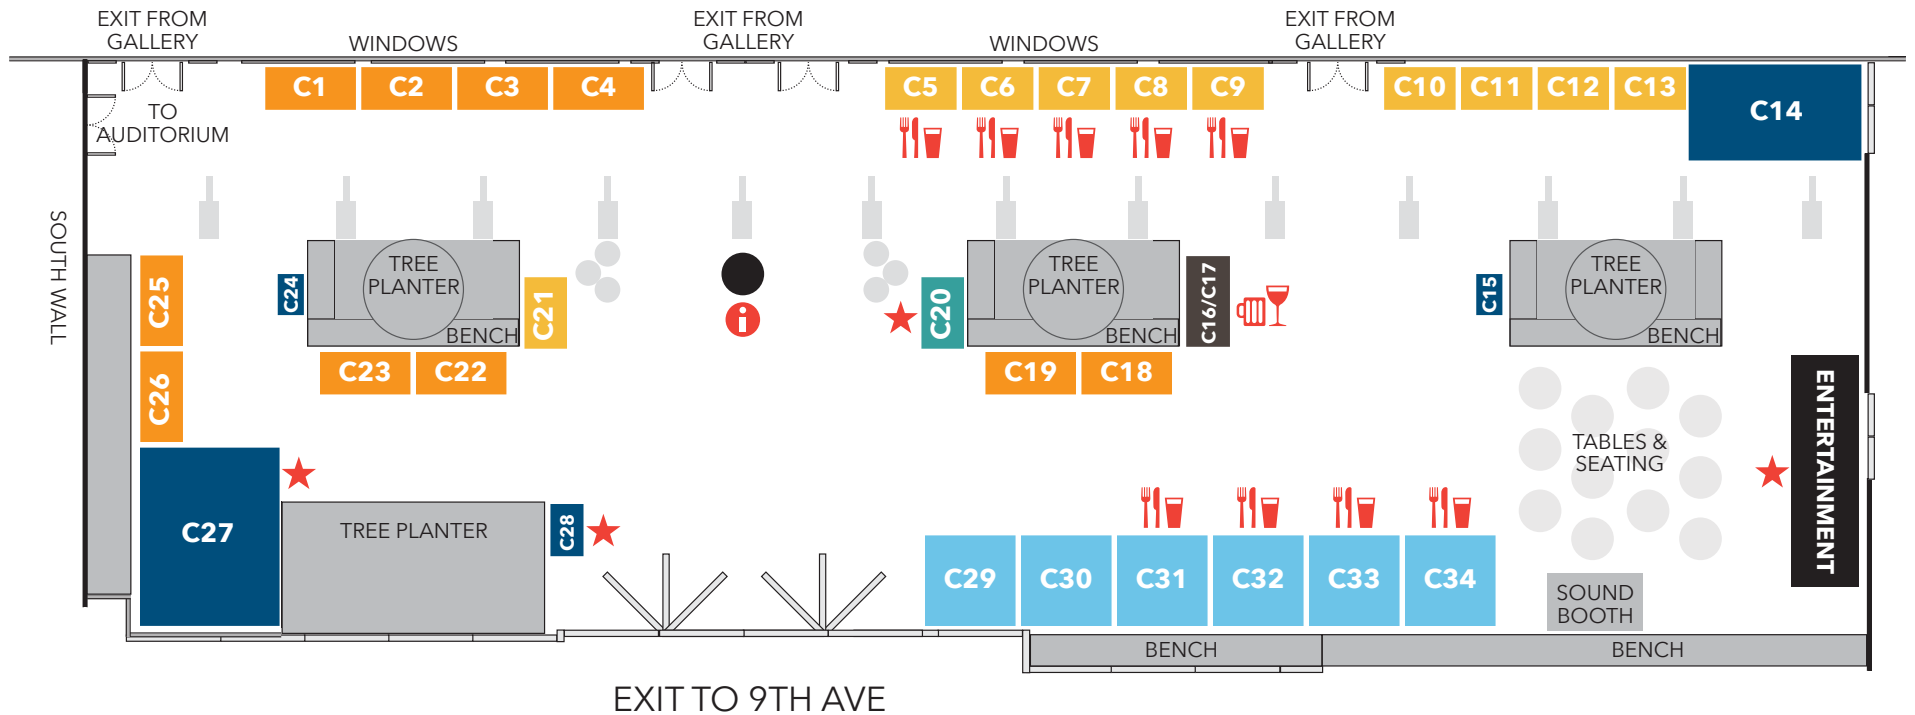 EXIT FROM
GALLERY
EXIT FROM
GALLERY
EXIT FROM
GALLERY
WINDOWS
WINDOWS
C1
C2
C3
C4
C5
C6
C7
C8
C9
C10
C11
C12
C13
C14
TO
AUDITORIUM
SOUTH WALL
C25
C26
C24
TREE
PLANTER
BENCH
C21
C23
C22
i
C20
TREE
PLANTER
BENCH
C16/C17
C19
C18
C15
TREE
PLANTER
BENCH
TABLES &
SEATING
ENTERTAINMENT
C27
TREE PLANTER
C28
C29
C30
C31
C32
C33
C34
SOUND
BOOTH
BENCH
BENCH
EXIT TO 9TH AVE